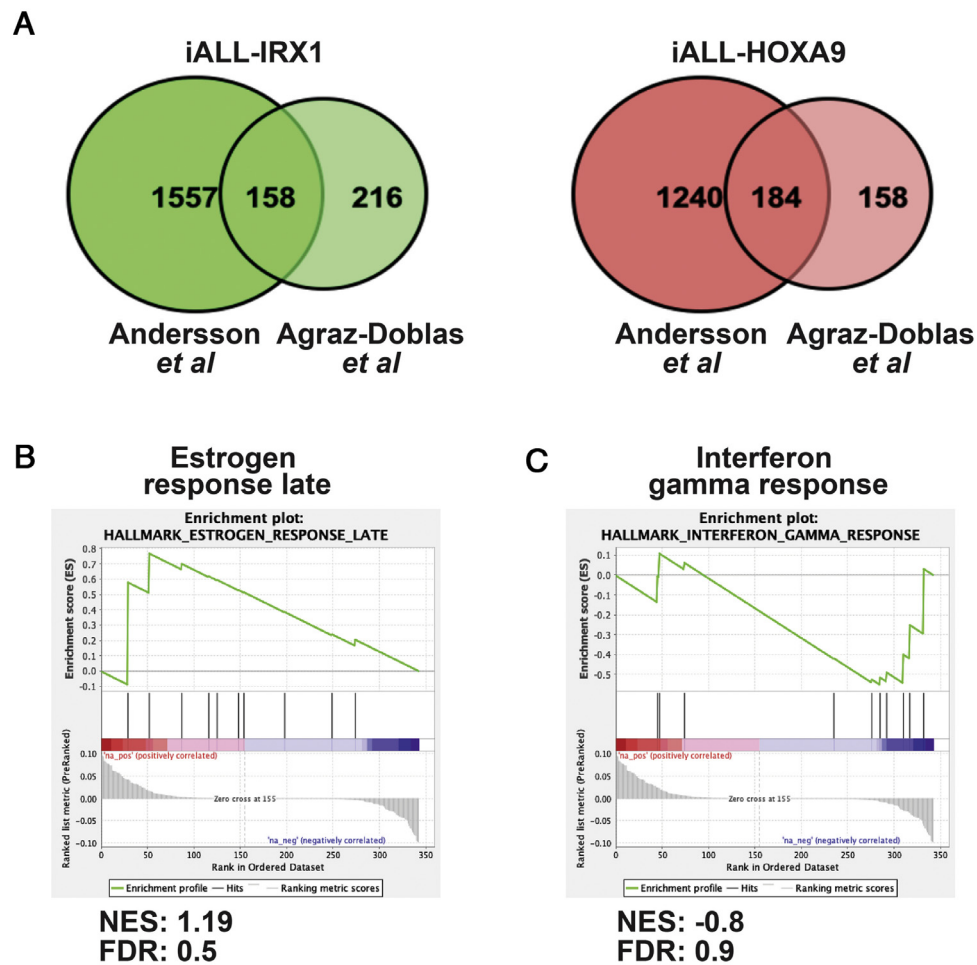 A
iALL-IRX1
1557 158 216
Andersson et al
Agraz-Doblas et al
iALL-HOXA9
1240 184 158
Andersson et al
Agraz-Doblas et al
B
Estrogen
response late
Enrichment plot:
HALLMARK_ESTROGEN_RESPONSE_LATE
Enrichment score (ES)
0.8
0.7
0.6
0.5
0.4
0.3
0.2
0.1
0.0
-0.1
Ranked list metric (PreRanked)
'na_pos' (positively correlated)
0.10
0.05
0.00
-0.05
-0.10
Zero cross at 155
'na_neg' (negatively correlated)
0 50 100 150 200 250 300 350
Rank in Ordered Dataset
Enrichment profile Hits Ranking metric scores
NES: 1.19
FDR: 0.5
C
Interferon
gamma response
Enrichment plot:
HALLMARK_INTERFERON_GAMMA_RESPONSE
Enrichment score (ES)
0.1
0.0
-0.1
-0.2
-0.3
-0.4
-0.5
Ranked list metric (PreRanked)
'na_pos' (positively correlated)
0.10
0.05
0.00
-0.05
-0.10
Zero cross at 155
'na_neg' (negatively correlated)
0 50 100 150 200 250 300 350
Rank in Ordered Dataset
Enrichment profile Hits Ranking metric scores
NES: -0.8
FDR: 0.9